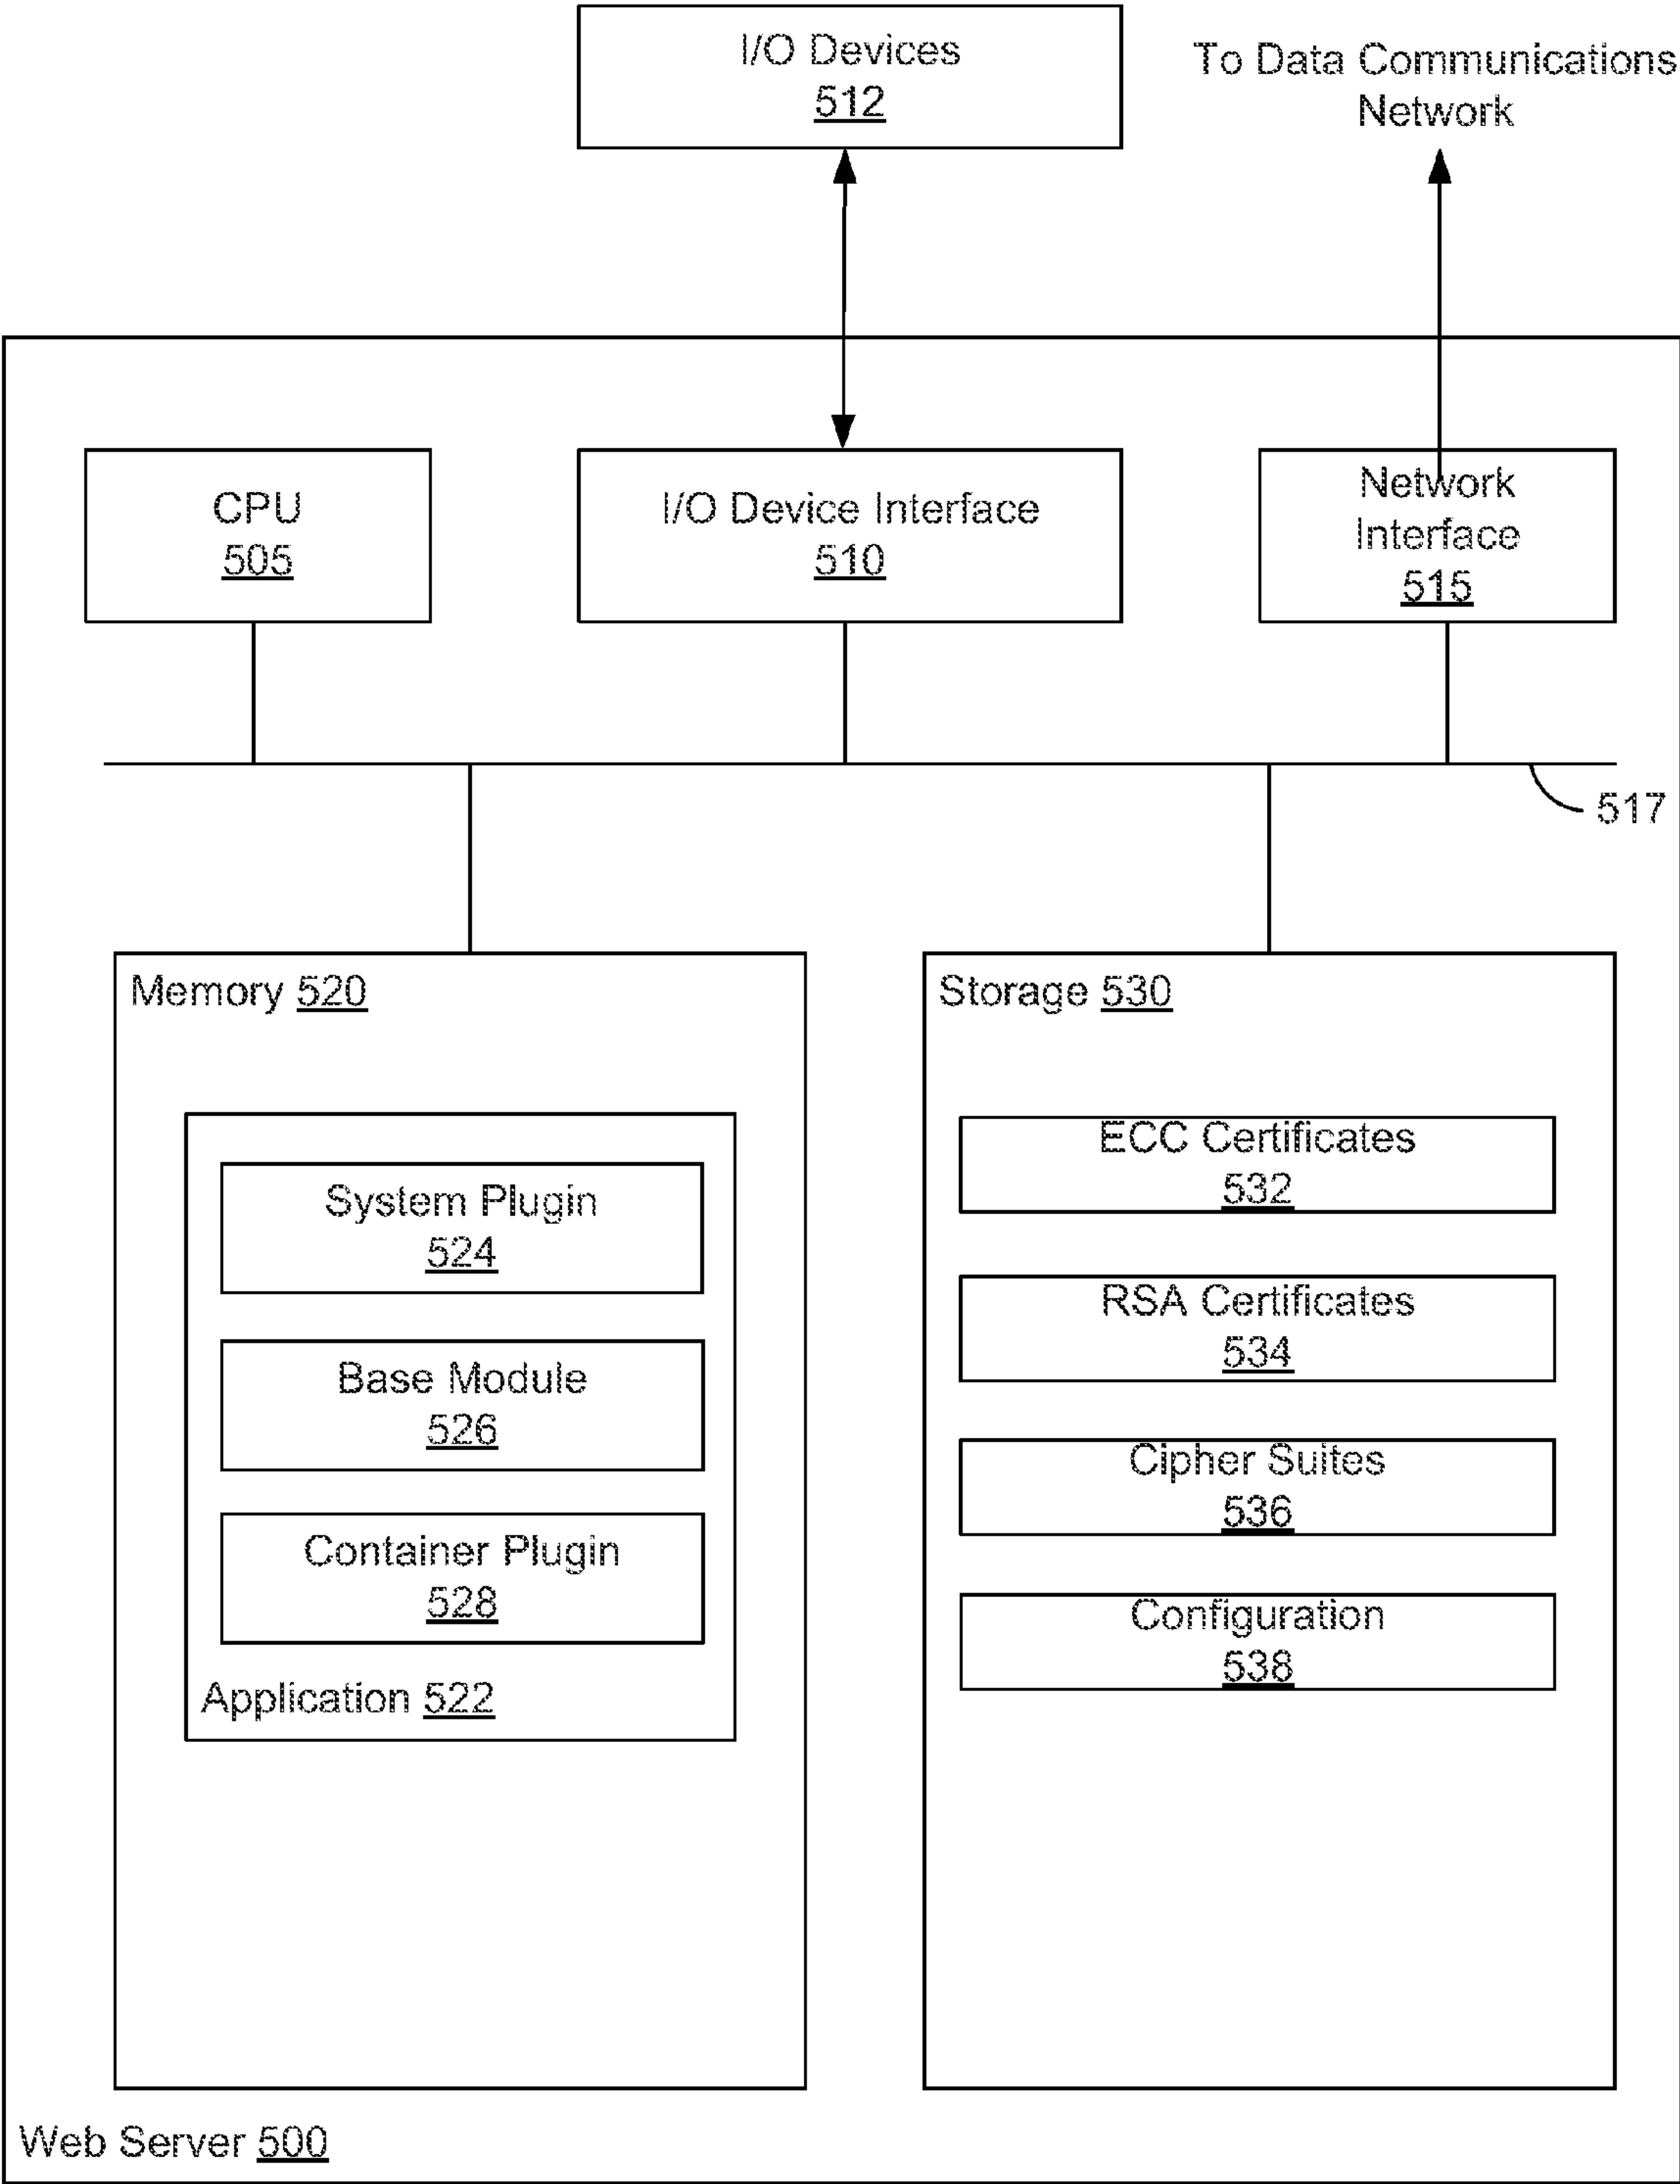 I/O Devices
512
To Data Communications
Network
CPU
505
I/O Device Interface
510
Network
Interface
515
517
Memory 520
System Plugin
524
Base Module
526
Container Plugin
528
Application 522
Storage 530
ECC Certificates
532
RSA Certificates
534
Cipher Suites
536
Configuration
538
Web Server 500